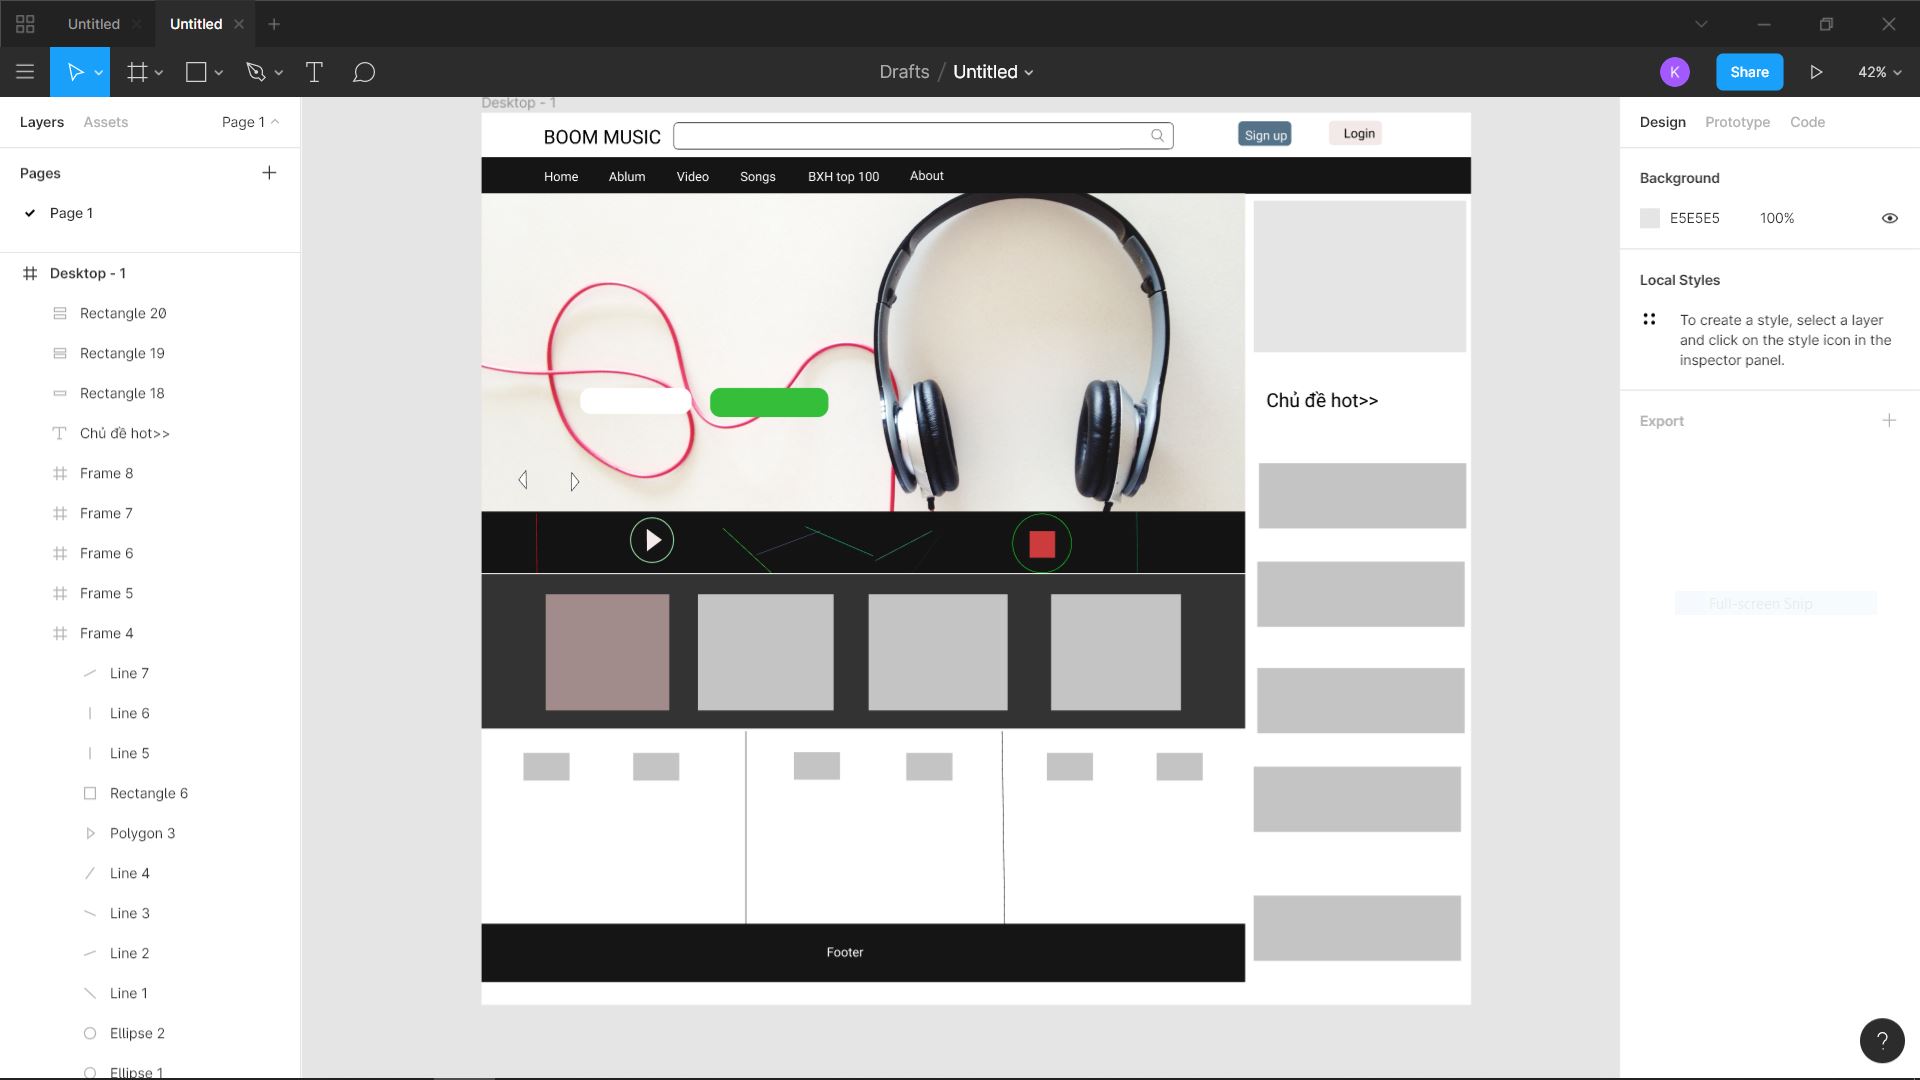 Untitled
Untitled
Drafts / Untitled
K
Share
42%
Layers
Assets
Page 1
Pages
Page 1
Desktop - 1
Rectangle 20
Rectangle 19
Rectangle 18
Chủ đề hot>>
Frame 8
Frame 7
Frame 6
Frame 5
Frame 4
Line 7
Line 6
Line 5
Rectangle 6
Polygon 3
Line 4
Line 3
Line 2
Line 1
Ellipse 2
Ellipse 1
Desktop - 1
BOOM MUSIC
Sign up
Login
Home
Ablum
Video
Songs
BXH top 100
About
Chủ đề hot>>
Footer
Design
Prototype
Code
Background
E5E5E5
100%
Local Styles
To create a style, select a layer
and click on the style icon in the
inspector panel.
Export
Full-screen Snip
?